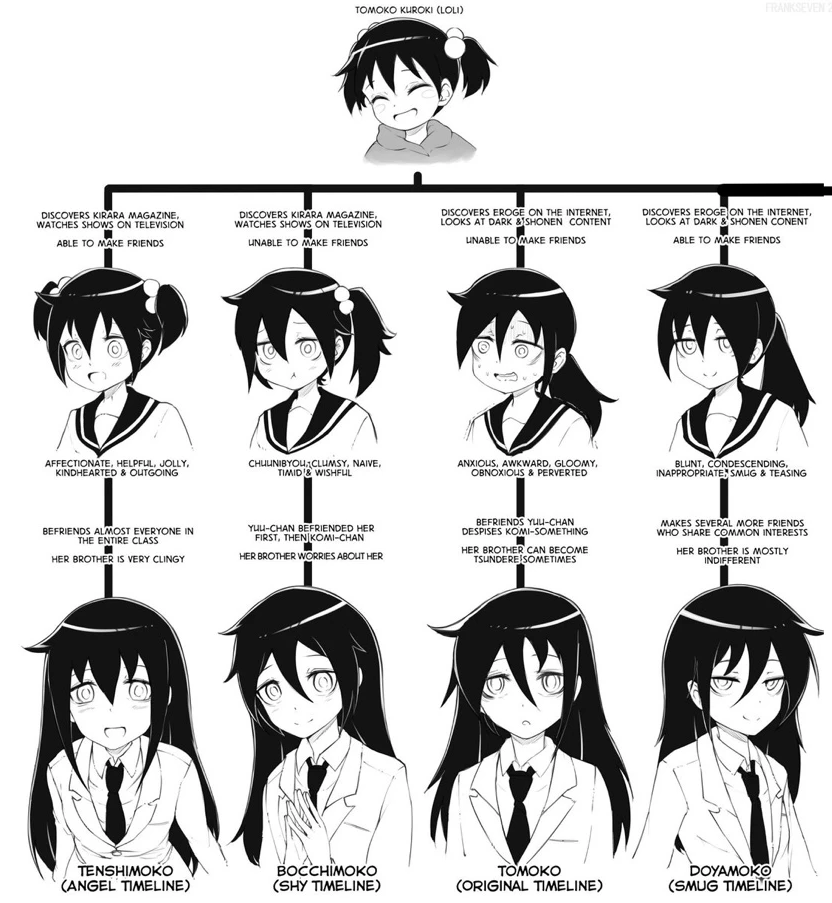 TOMOKO KUROKI (LOLI)
FRANKSEVEN
DISCOVERS KIRARA MAGAZINE,
WATCHES SHOWS ON TELEVISION
ABLE TO MAKE FRIENDS
DISCOVERS KIRARA MAGAZINE,
WATCHES SHOWS ON TELEVISION
UNABLE TO MAKE FRIENDS
DISCOVERS EROGE ON THE INTERNET,
LOOKS AT DARK & SHONEN CONTENT
UNABLE TO MAKE FRIENDS
DISCOVERS EROGE ON THE INTERNET,
LOOKS AT DARK & SHONEN CONENT
ABLE TO MAKE FRIENDS
AFFECTIONATE, HELPFUL, JOLLY,
KINDHEARTED & OUTGOING
CHUUNIBYOU, CLUMSY, NAIVE,
TIMID & WISHFUL
ANXIOUS, AWKWARD, GLOOMY,
OBNOXIOUS & PERVERTED
BLUNT, CONDESCENDING,
INAPPROPRIATE, SMUG & TEASING
BEFRIENDS ALMOST EVERYONE IN
THE ENTIRE CLASS
HER BROTHER IS VERY CLINGY
YUU-CHAN BEFRIENDED HER
FIRST, THEN KOMI-CHAN
HER BROTHER WORRIES ABOUT HER
BEFRIENDS YUU-CHAN
DESPISES KOMI-SOMETHING
HER BROTHER CAN BECOME
TSUNDERE SOMETIMES
MAKES SEVERAL MORE FRIENDS
WHO SHARE COMMON INTERESTS
HER BROTHER IS MOSTLY
INDIFFERENT
TENSHIMOKO
(ANGEL TIMELINE)
BOCCHIMOKO
(SHY TIMELINE)
TOMOKO
(ORIGINAL TIMELINE)
DOYAMOKO
(SMUG TIMELINE)